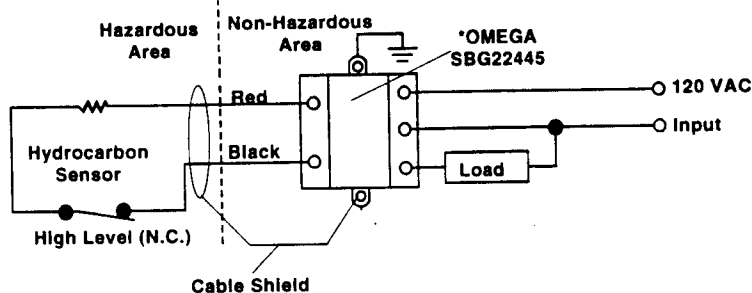 Hazardous
Area
Non-Hazardous
Area
*OMEGA
SBG22445
Red
120 VAC
Input
Hydrocarbon
Sensor
Black
Load
High Level (N.C.)
Cable Shield